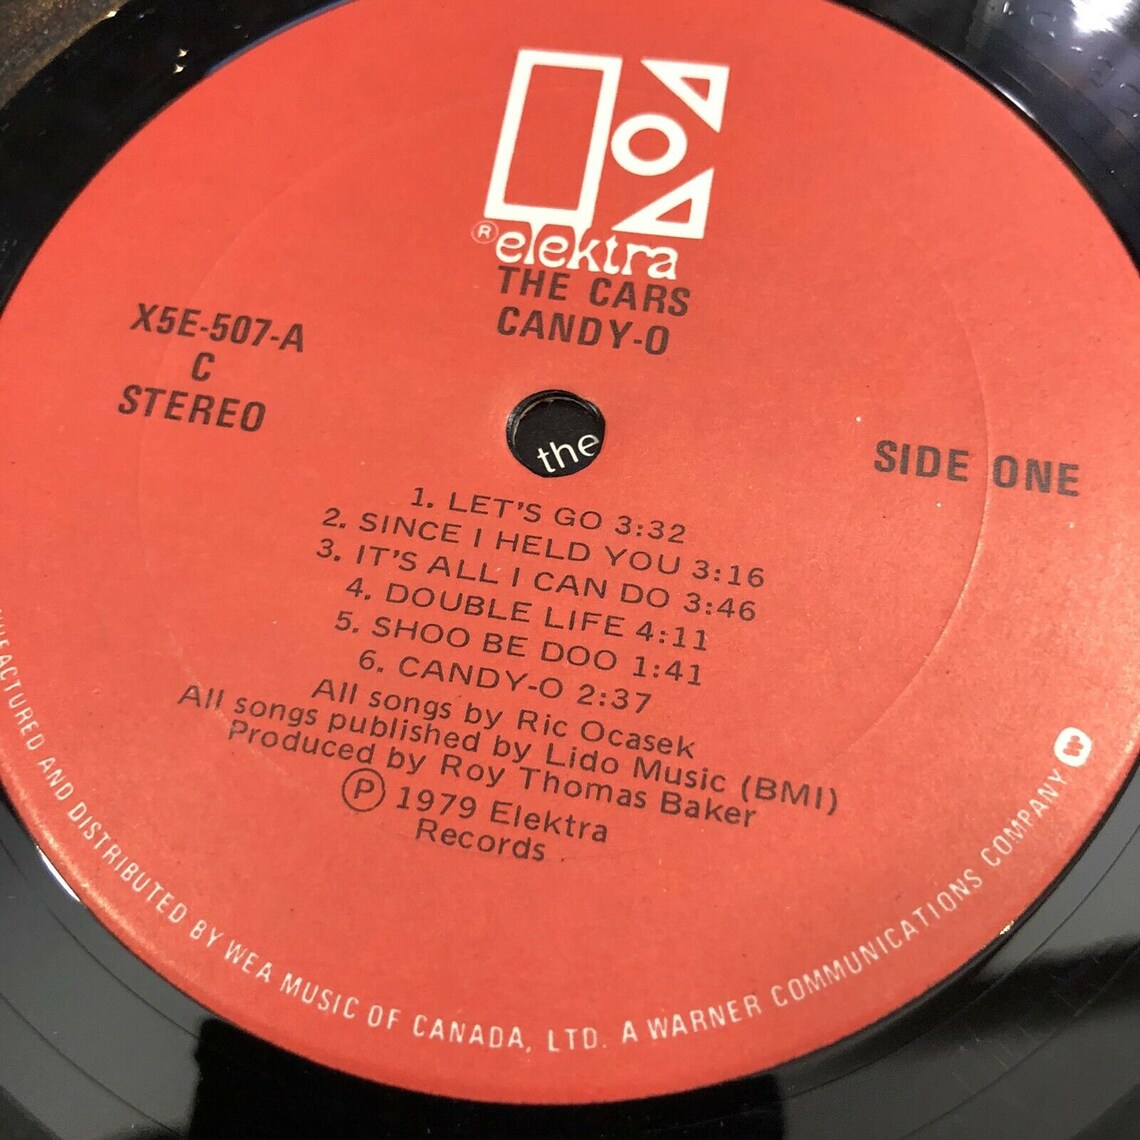 ® elektra
THE CARS
CANDY-O
X5E-507-A
C
STEREO
the
SIDE ONE
1. LET'S GO 3:32
2. SINCE I HELD YOU 3:16
3. IT'S ALL I CAN DO 3:46
4. DOUBLE LIFE 4:11
5. SHOO BE DOO 1:41
6. CANDY-O 2:37
All songs by Ric Ocasek
All songs published by Lido Music (BMI)
Produced by Roy Thomas Baker
Ⓟ 1979 Elektra
Records
AND DISTRIBUTED BY WEA MUSIC OF CANADA, LTD. A WARNER COMMUNICATIONS COMPANY